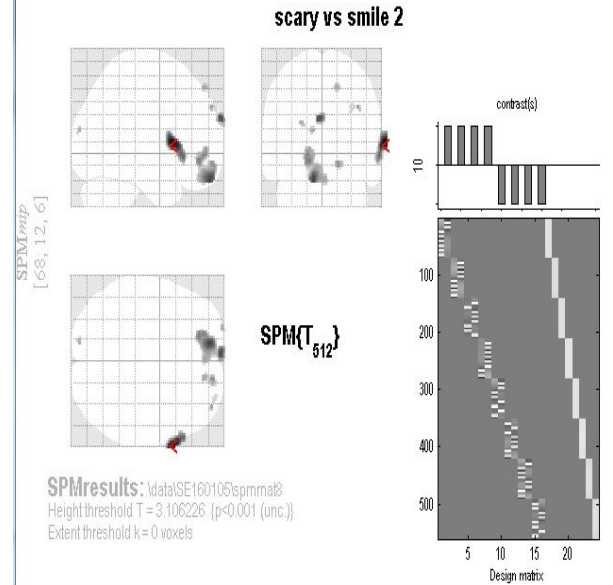 scary vs smile 2
contrast(s)
10
SPMmip
[68, 12, 6]
SPM{T512}
100
200
300
400
500
5 10 15 20
Design matrix
SPMresults: .\data\SE160105\spmmat8
Height threshold T = 3.106226 {p<0.001 (unc.)}
Extent threshold k = 0 voxels